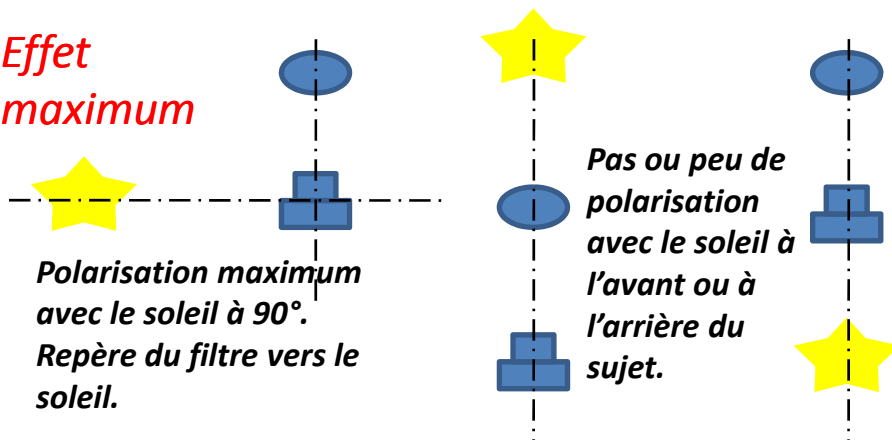 Effet
maximum
Polarisation maximum
avec le soleil à 90°.
Repère du filtre vers le
soleil.
Pas ou peu de
polarisation
avec le soleil à
l’avant ou à
l’arrière du
sujet.